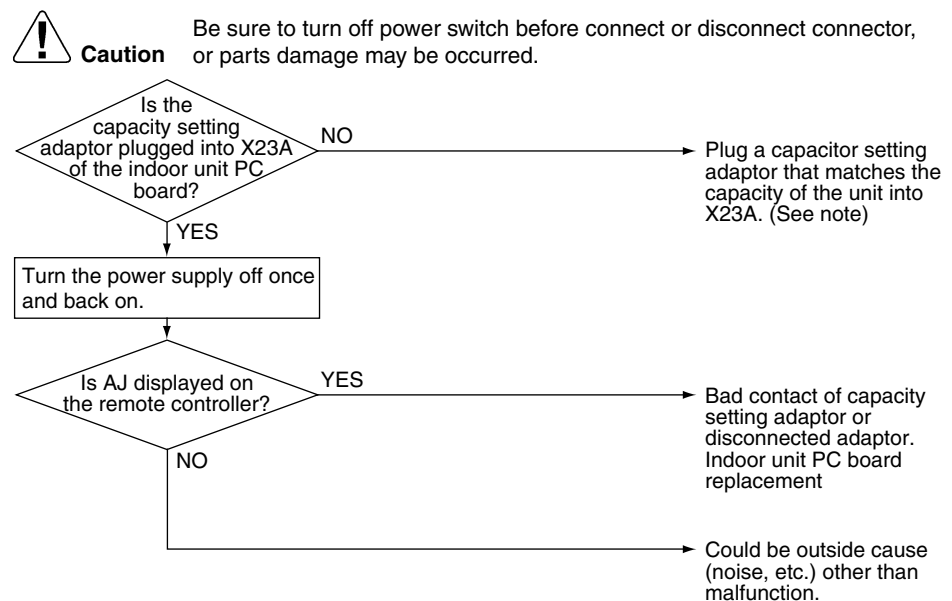 Be sure to turn off power switch before connect or disconnect connector,
Caution or parts damage may be occurred.
Is the
capacity setting
adaptor plugged into X23A
of the indoor unit PC
board?
NO
Plug a capacitor setting
adaptor that matches the
capacity of the unit into
X23A. (See note)
YES
Turn the power supply off once
and back on.
Is AJ displayed on
the remote controller?
YES
Bad contact of capacity
setting adaptor or
disconnected adaptor.
Indoor unit PC board
replacement
NO
Could be outside cause
(noise, etc.) other than
malfunction.